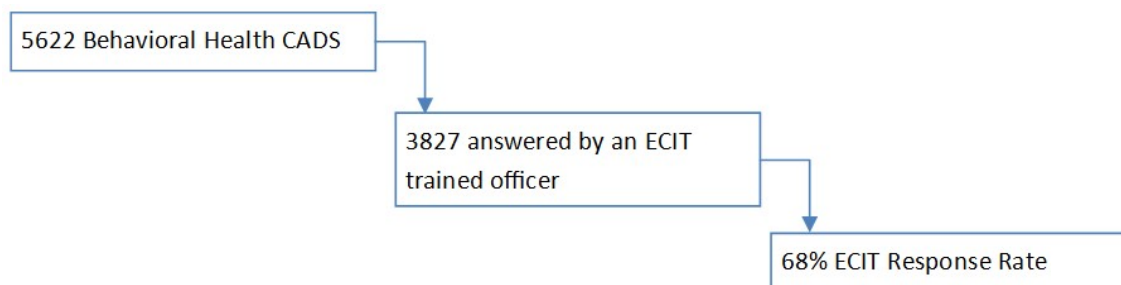 5622 Behavioral Health CADS
3827 answered by an ECIT
trained officer
68% ECIT Response Rate